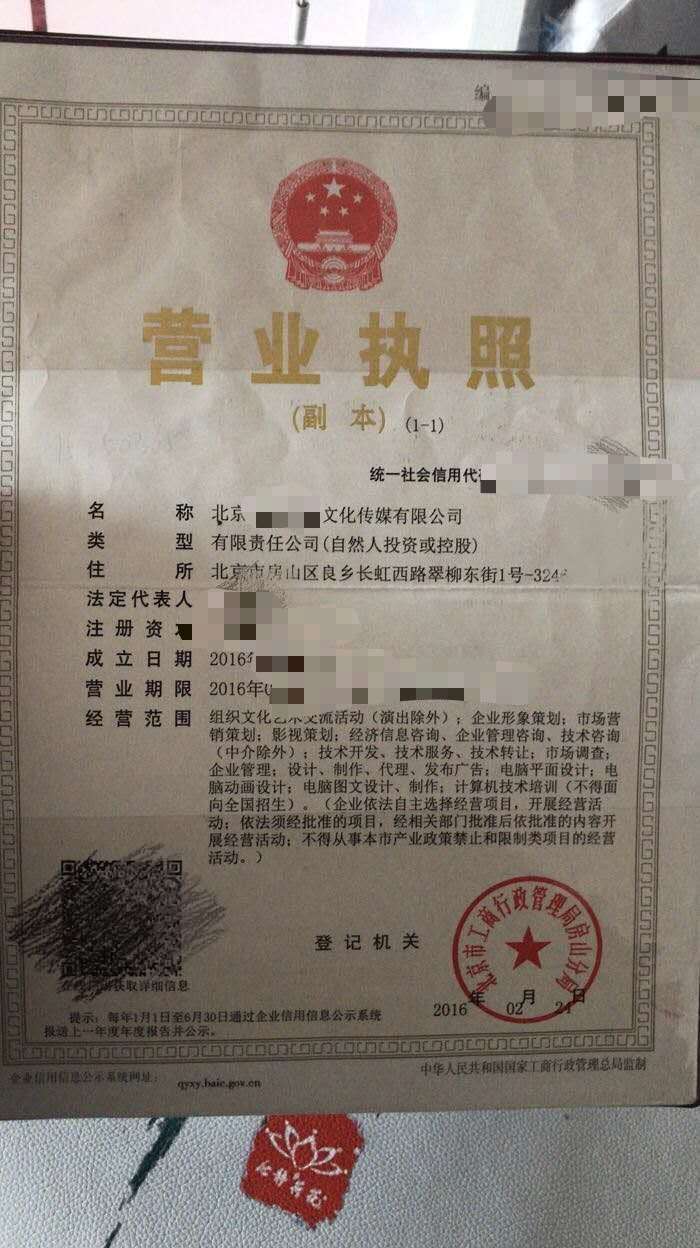 编
营业执照
(副本) (1-1)
统一社会信用代
名 称 北京 文化传媒有限公司
类 型 有限责任公司(自然人投资或控股)
住 所 北京市房山区良乡长虹西路翠柳东街1号-324
法定代表人
注册资
成立日期 2016年
营业期限 2016年
经营范围 组织文化艺术交流活动（演出除外）；企业形象策划；市场营
销策划；影视策划；经济信息咨询、企业管理咨询、技术咨询
（中介除外）；技术开发、技术服务、技术转让；市场调查；
企业管理；设计、制作、代理、发布广告；电脑平面设计；电
脑动画设计；电脑图文设计、制作；计算机技术培训（不得面
向全国招生）。（企业依法自主选择经营项目，开展经营活
动；依法须经批准的项目，经相关部门批准后依批准的内容开
展经营活动；不得从事本市产业政策禁止和限制类项目的经营
活动。）
获取详细信息
登记机关
北京市工商行政管理局房山分局
2016 年 02 月 24 日
提示：每年1月1日至6月30日通过企业信用信息公示系统
报送上一年度年度报告并公示。
企业信用信息公示系统网址： qyxy.baic.gov.cn
中华人民共和国国家工商行政管理总局监制